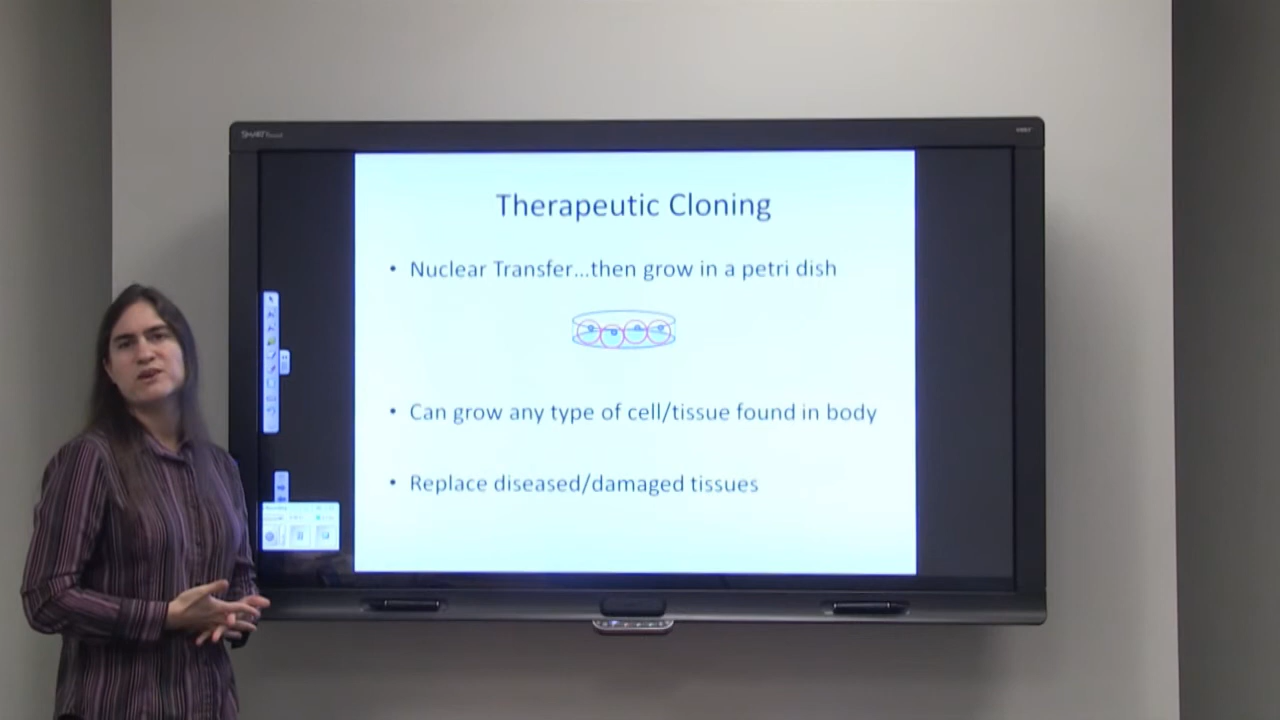 SMART
Therapeutic Cloning
• Nuclear Transfer...then grow in a petri dish
• Can grow any type of cell/tissue found in body
• Replace diseased/damaged tissues